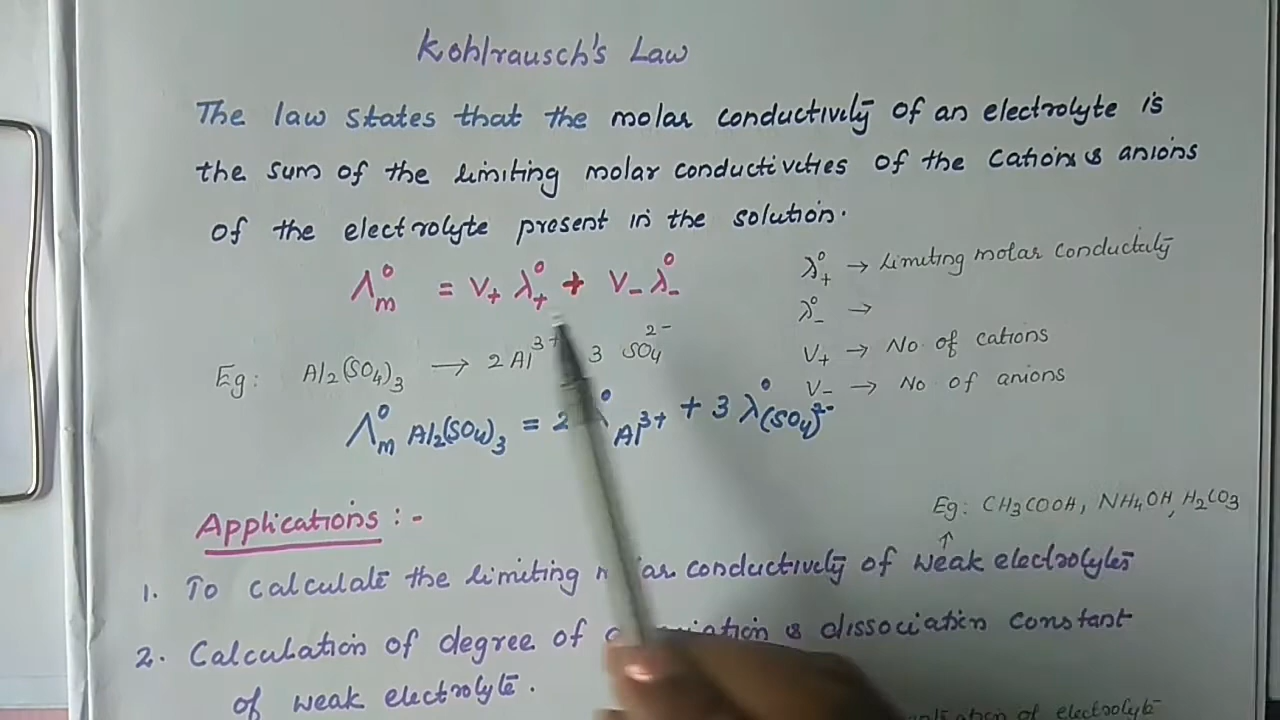 Kohlrausch's Law
The law states that the molar conductivity of an electrolyte is
the sum of the limiting molar conductivities of the cations & anions
of the electrolyte present in the solution.
Λ°m = V+ λ°+ + V- λ°-
λ°+ → Limiting molar conductctaty
λ°- →
V+ → No of cations
V- → No of anions
Eg: Al2(SO4)3 → 2Al3+ 3 SO4 2-
Λ°m Al2(SO4)3 = 2 λ° Al3+ + 3 λ°(SO4)2-
Eg: CH3COOH, NH4OH, H2CO3
Applications :-
1. To calculate the limiting molar conductively of weak electrolytes
2. Calculation of degree of & dissociation constant
of weak electrolyte.
of electrolyte